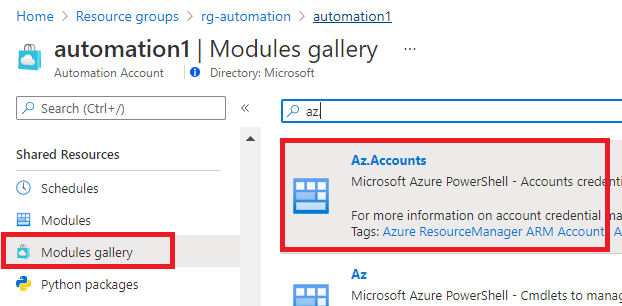 Home > Resource groups > rg-automation > automation1
automation1 | Modules gallery ...
Automation Account
Directory: Microsoft
Search (Ctrl+/)
«
az.
Shared Resources
Schedules
Modules
Modules gallery
Python packages
Az.Accounts
Microsoft Azure PowerShell - Accounts credenti
For more information on account credential ma
Tags: Azure ResourceManager ARM Accounts A
Az
Microsoft Azure PowerShell - Cmdlets to manag